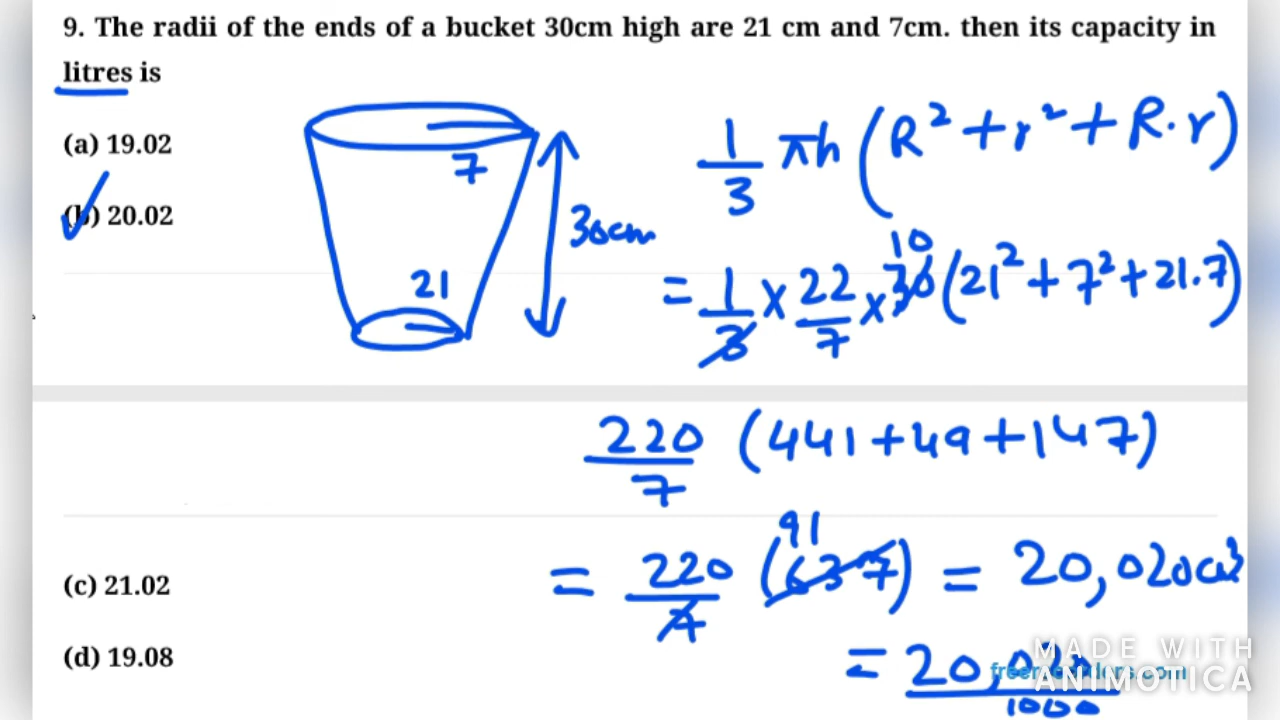 9. The radii of the ends of a bucket 30cm high are 21 cm and 7cm. then its capacity in
litres is
(a) 19.02
(b) 20.02
7
21
30cm
1/3 πh (R² + r² + R·r)
= 1/3 × 22/7 × 30 10 (21² + 7² + 21.7)
220/7 (441 + 49 + 147)
= 220/7 (637) 91 = 20,020cm³
(c) 21.02
= 20,020/1000
(d) 19.08
MADE WITH
ANIMOTICA